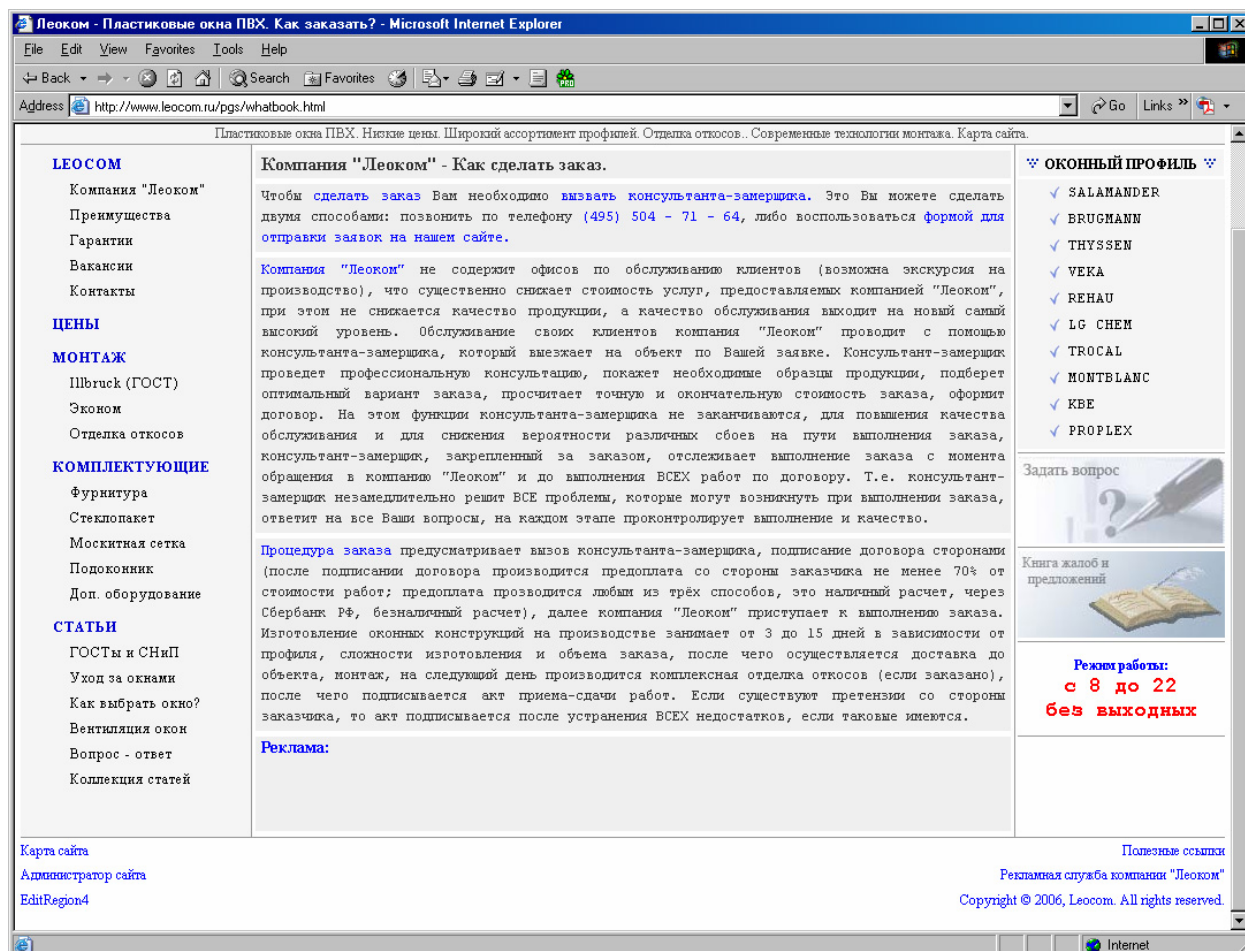 Леоком - Пластиковые окна ПВХ. Как заказать? - Microsoft Internet Explorer
File Edit View Favorites Tools Help
Back Search Favorites PRO
Address http://www.leocom.ru/pgs/whatbook.html Go Links »
Пластиковые окна ПВХ. Низкие цены. Широкий ассортимент профилей. Отделка откосов.. Современные технологии монтажа. Карта сайта.
LEOCOM
Компания "Леоком"
Преимущества
Гарантии
Вакансии
Контакты
ЦЕНЫ
МОНТАЖ
Illbruck (ГОСТ)
Эконом
Отделка откосов
КОМПЛЕКТУЮЩИЕ
Фурнитура
Стеклопакет
Москитная сетка
Подоконник
Доп. оборудование
СТАТЬИ
ГОСТы и СНиП
Уход за окнами
Как выбрать окно?
Вентиляция окон
Вопрос - ответ
Коллекция статей
Компания "Леоком" - Как сделать заказ.
Чтобы сделать заказ Вам необходимо вызвать консультанта-замерщика. Это Вы можете сделать
двумя способами: позвонить по телефону (495) 504 - 71 - 64, либо воспользоваться формой для
отправки заявок на нашем сайте.
Компания "Леоком" не содержит офисов по обслуживанию клиентов (возможна экскурсия на
производство), что существенно снижает стоимость услуг, предоставляемых компанией "Леоком",
при этом не снижается качество продукции, а качество обслуживания выходит на новый самый
высокий уровень. Обслуживание своих клиентов компания "Леоком" проводит с помощью
консультанта-замерщика, который выезжает на объект по Вашей заявке. Консультант-замерщик
проведет профессиональную консультацию, покажет необходимые образцы продукции, подберет
оптимальный вариант заказа, просчитает точную и окончательную стоимость заказа, оформит
договор. На этом функции консультанта-замерщика не заканчиваются, для повышения качества
обслуживания и для снижения вероятности различных сбоев на пути выполнения заказа,
консультант-замерщик, закрепленный за заказом, отслеживает выполнение заказа с момента
обращения в компанию "Леоком" и до выполнения ВСЕХ работ по договору. Т.е. консультант-
замерщик незамедлительно решит ВСЕ проблемы, которые могут возникнуть при выполнении заказа,
ответит на все Ваши вопросы, на каждом этапе проконтролирует выполнение и качество.
Процедура заказа предусматривает вызов консультанта-замерщика, подписание договора сторонами
(после подписании договора производится предоплата со стороны заказчика не менее 70% от
стоимости работ; предоплата прозводится любым из трёх способов, это наличный расчет, через
Сбербанк РФ, безналичный расчет), далее компания "Леоком" приступает к выполнению заказа.
Изготовление оконных конструкций на производстве занимает от 3 до 15 дней в зависимости от
профиля, сложности изготовления и объема заказа, после чего осуществляется доставка до
объекта, монтаж, на следующий день производится комплексная отделка откосов (если заказано),
после чего подписывается акт приема-сдачи работ. Если существуют претензии со стороны
заказчика, то акт подписывается после устранения ВСЕХ недостатков, если таковые имеются.
Реклама:
ОКОННЫЙ ПРОФИЛЬ
SALAMANDER
BRUGMANN
THYSSEN
VEKA
REHAU
LG CHEM
TROCAL
MONTBLANC
KBE
PROPLEX
Задать вопрос
Книга жалоб и
предложений
Режим работы:
с 8 до 22
без выходных
Карта сайта
Администратор сайта
EditRegion4
Полезные ссылки
Рекламная служба компании "Леоком"
Copyright © 2006, Leocom. All rights reserved.
Internet